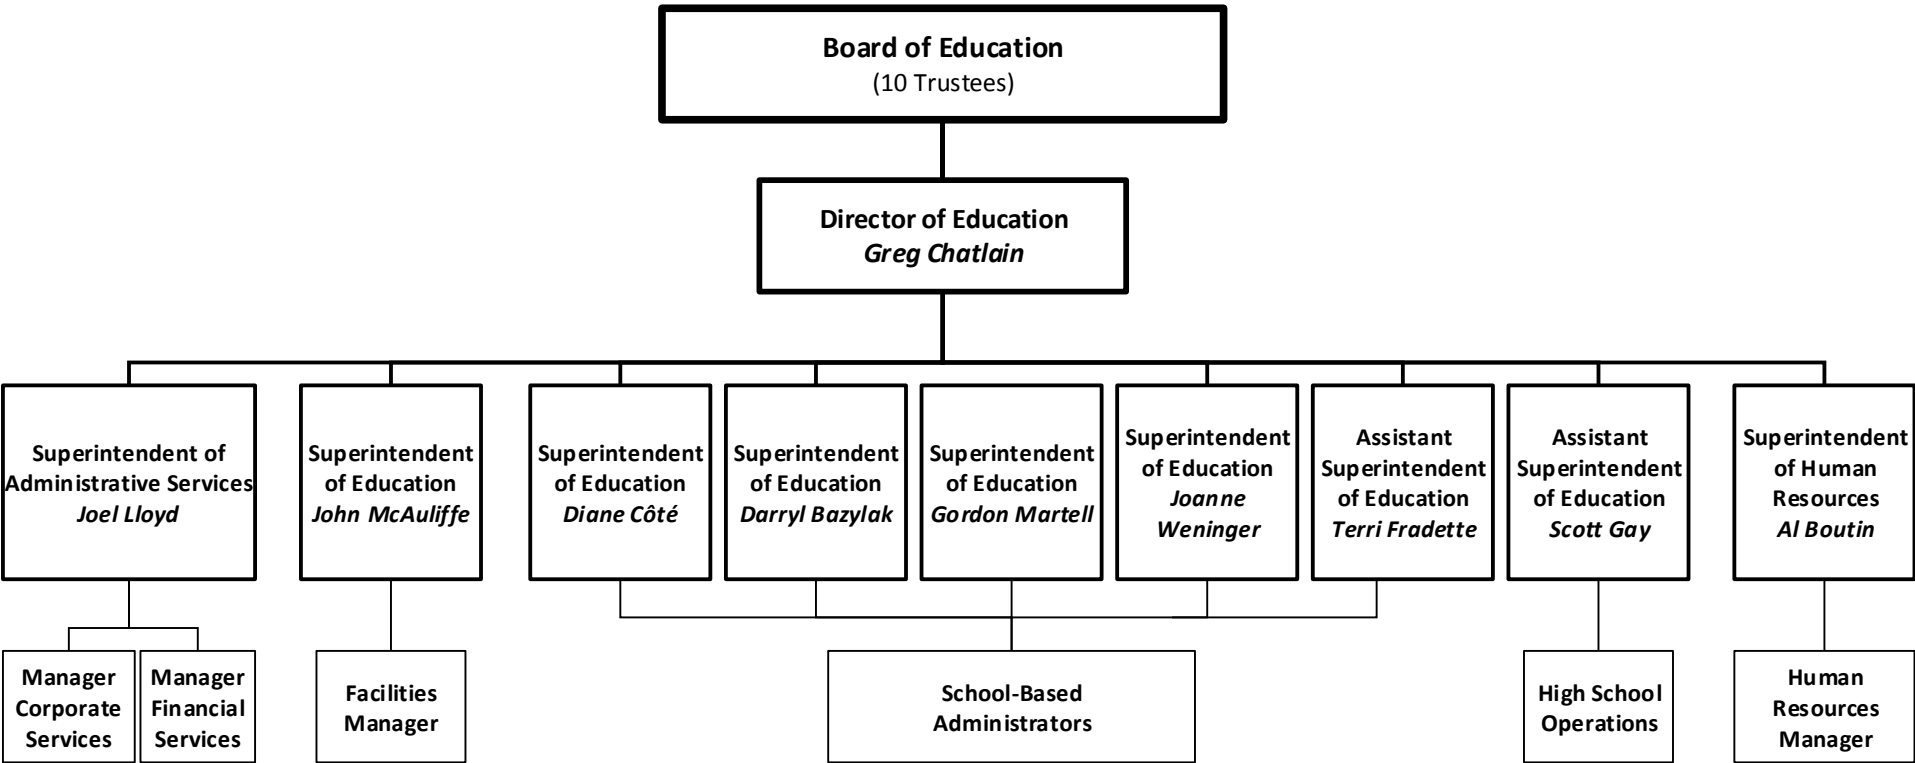 Board of Education
(10 Trustees)
Director of Education
Greg Chatlain
Superintendent of
Administrative Services
Joel Lloyd
Superintendent
of Education
John McAuliffe
Superintendent
of Education
Diane Côté
Superintendent
of Education
Darryl Bazylak
Superintendent
of Education
Gordon Martell
Superintendent
of Education
Joanne
Weninger
Assistant
Superintendent
of Education
Terri Fradette
Assistant
Superintendent
of Education
Scott Gay
Superintendent
of Human
Resources
Al Boutin
Manager
Corporate
Services
Manager
Financial
Services
Facilities
Manager
School-Based
Administrators
High School
Operations
Human
Resources
Manager